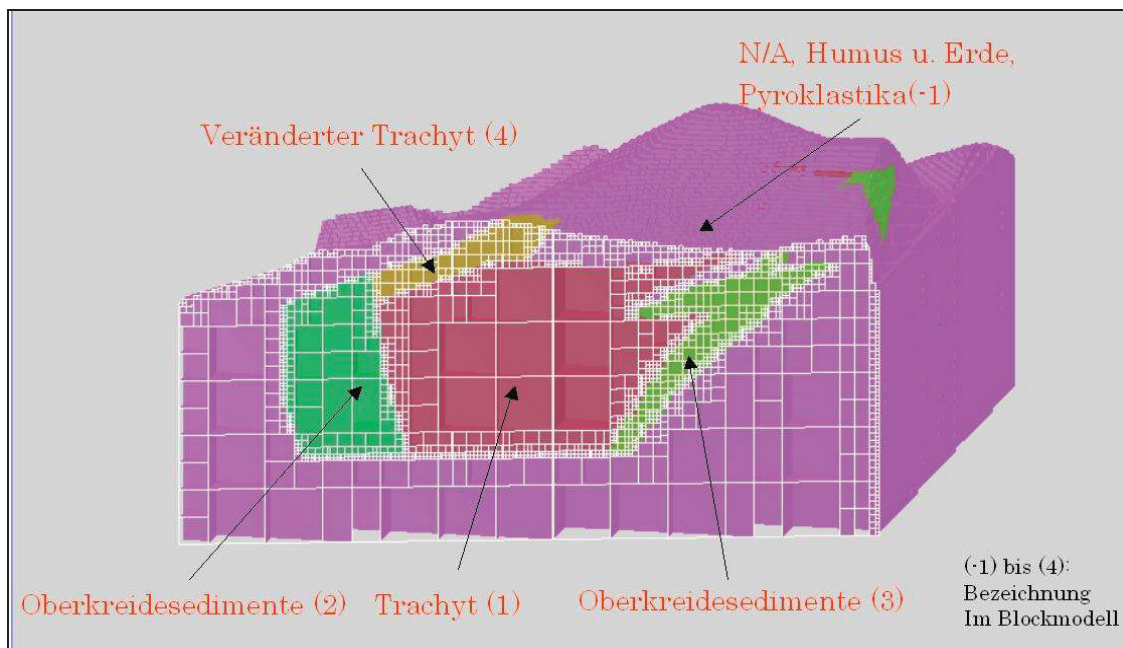 N/A, Humus u. Erde,
Pyroklastika(-1)
Veränderter Trachyt (4)
Oberkreidesedimente (2)
Trachyt (1)
Oberkreidesedimente (3)
(-1) bis (4):
Bezeichnung
Im Blockmodell